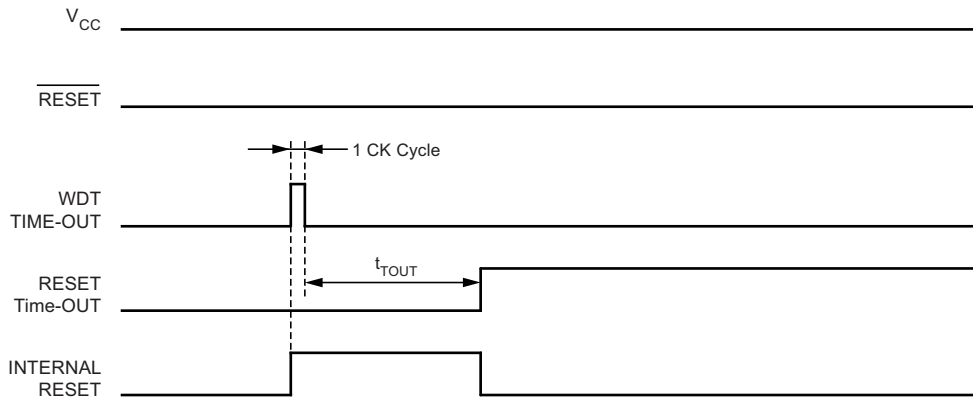 VCC
RESET
1 CK Cycle
WDT
TIME-OUT
tTOUT
RESET
Time-OUT
INTERNAL
RESET